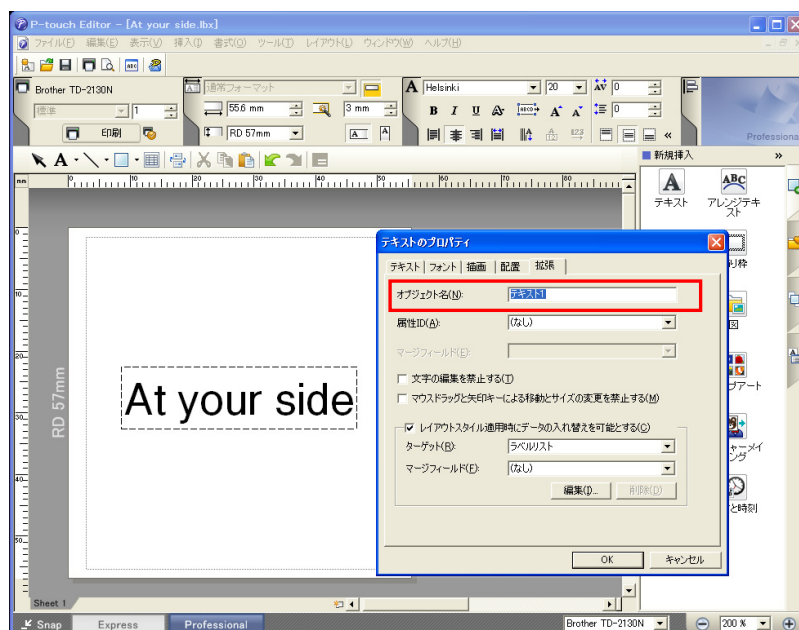 P-touch Editor - [At your side.lbx]
ファイル(F) 編集(E) 表示(V) 挿入(I) 書式(O) ツール(T) レイアウト(L) ウィンドウ(W) ヘルプ(H)
Brother TD-2130N
標準
1
印刷
通常フォーマット
55.6 mm
3 mm
RD 57mm
Helsinki
20
0
B I U
0
Professional
新規挿入
テキスト
アレンジテキスト
テキストのプロパティ
テキスト フォント 描画 配置 拡張
オブジェクト名(N): テキスト1
属性ID(A): (なし)
マージフィールド(E):
文字の編集を禁止する(T)
マウスドラッグと矢印キーによる移動とサイズの変更を禁止する(M)
レイアウトスタイル適用時にデータの入れ替えを可能とする(C)
ターゲット(R): ラベルリスト
マージフィールド(F): (なし)
編集(I)... 削除(D)
OK キャンセル
At your side
RD 57mm
Sheet 1
Snap Express Professional
Brother TD-2130N
200 %